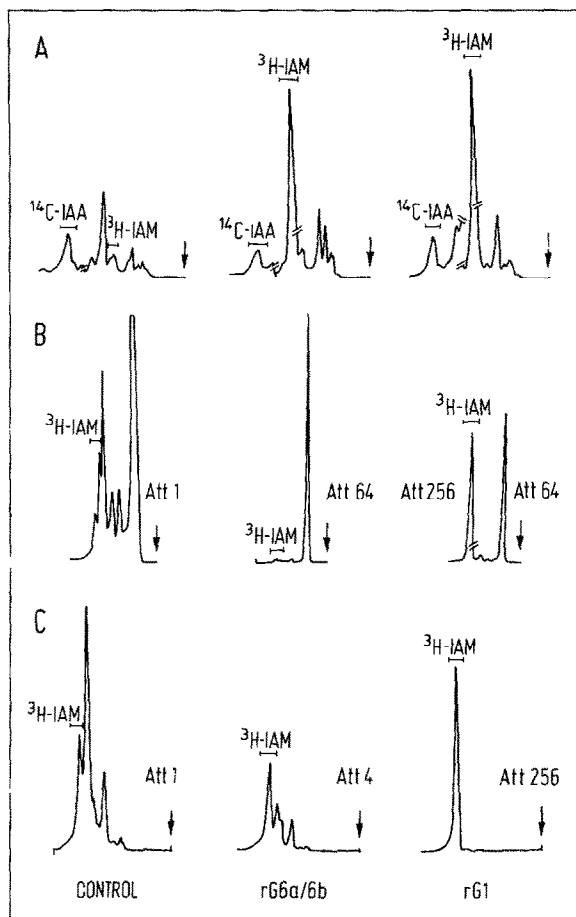 A
³H-IAM
³H-IAM
¹⁴C-IAA
³H-IAM
¹⁴C-IAA
¹⁴C-IAA
B
³H-IAM
Att 1
³H-IAM
Att 64
³H-IAM
Att 256
Att 64
C
³H-IAM
Att 1
³H-IAM
Att 4
³H-IAM
Att 256
CONTROL
rG6a/6b
rG1